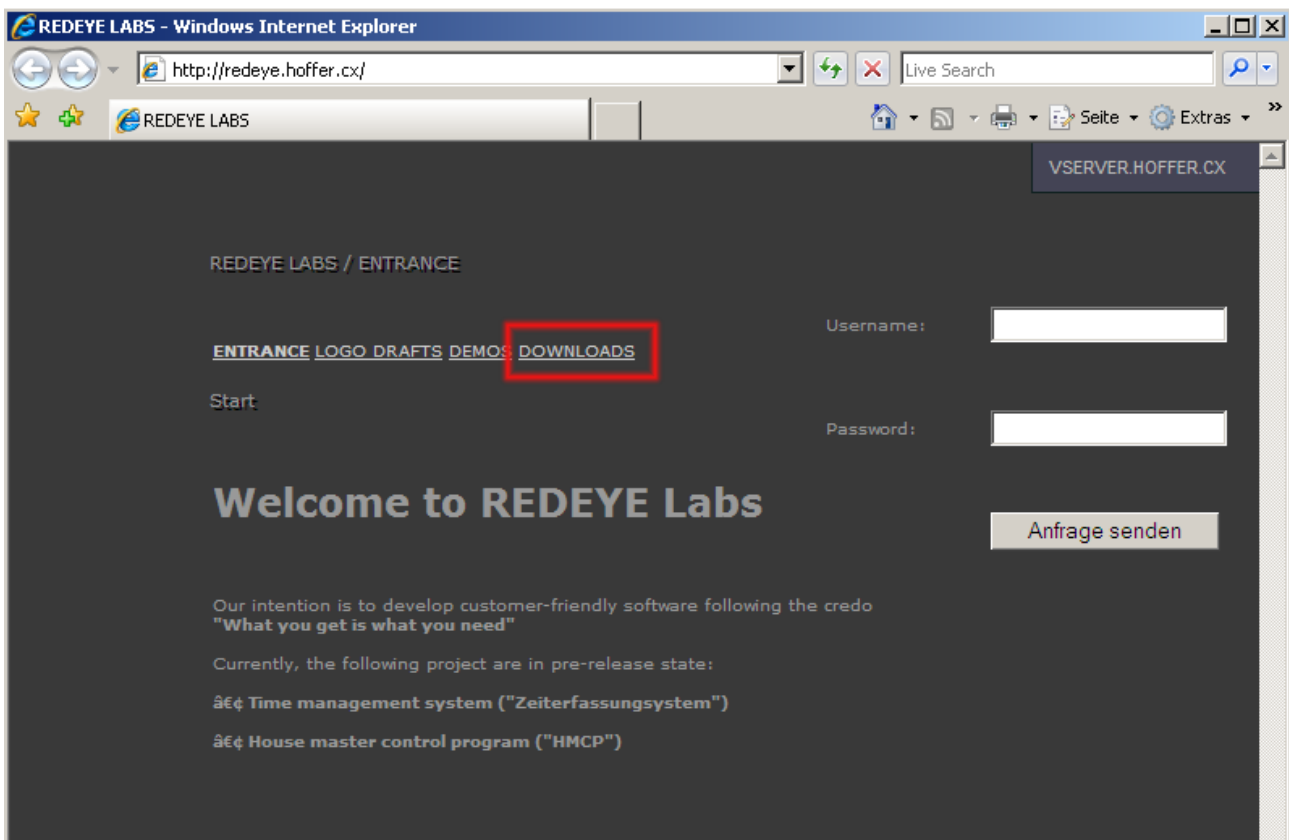 REDEYE LABS - Windows Internet Explorer
http://redeye.hoffer.cx/
Live Search
REDEYE LABS
Seite
Extras
»
VSERVER.HOFFER.CX
REDEYE LABS / ENTRANCE
Username:
ENTRANCE LOGO DRAFTS DEMOS DOWNLOADS
Start
Password:
Welcome to REDEYE Labs
Anfrage senden
Our intention is to develop customer-friendly software following the credo
"What you get is what you need"
Currently, the following project are in pre-release state:
â€¢ Time management system ("Zeiterfassungsystem")
â€¢ House master control program ("HMCP")